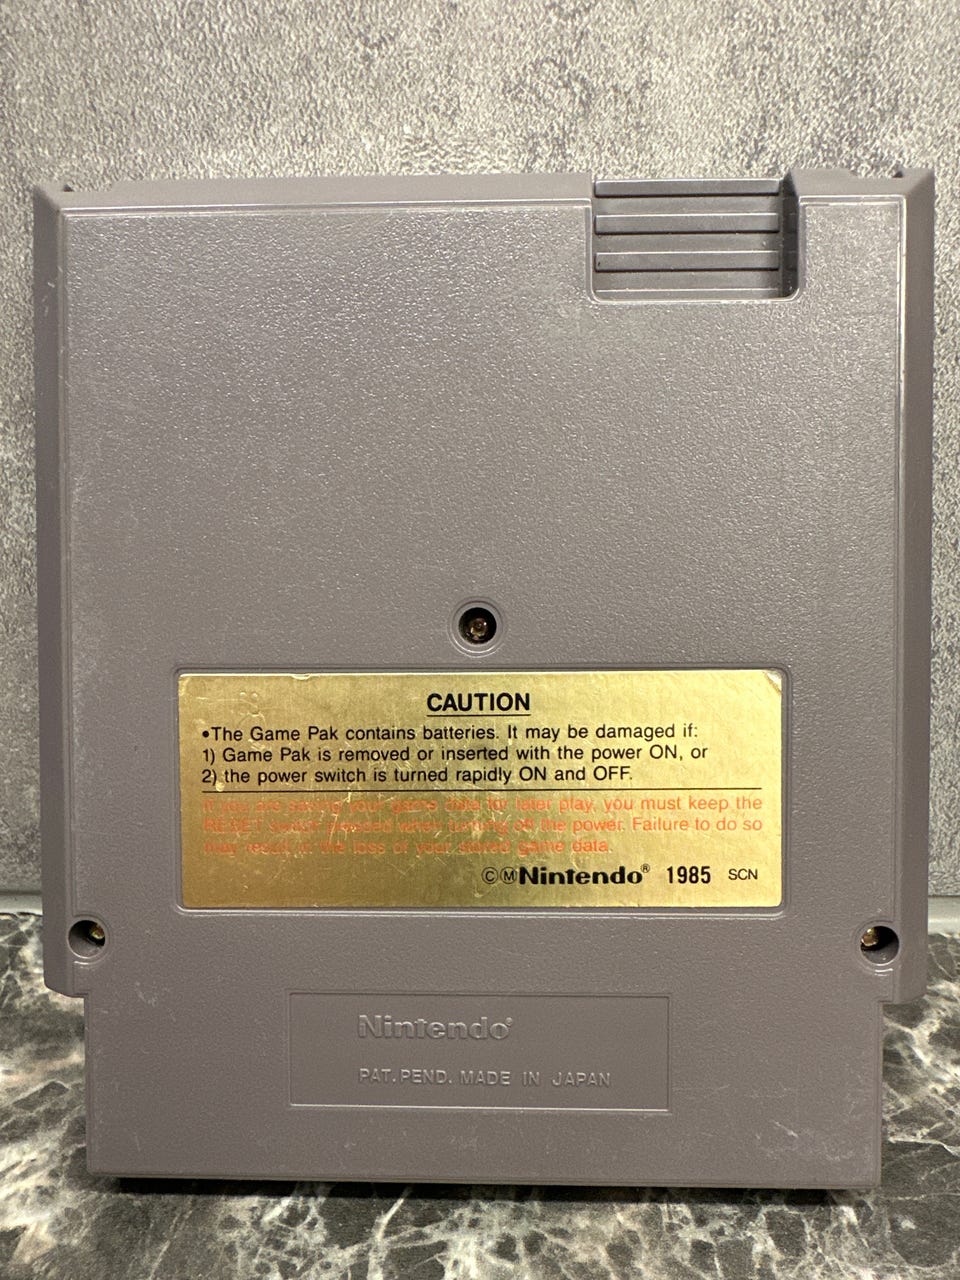 CAUTION
•The Game Pak contains batteries. It may be damaged if:
1) Game Pak is removed or inserted with the power ON, or
2) the power switch is turned rapidly ON and OFF.
If you are saving your game data for later play, you must keep the
RESET switch pressed when turning off the power. Failure to do so
may result in the loss of your stored game data.
©Ⓜ Nintendo® 1985 SCN
Nintendo®
PAT. PEND. MADE IN JAPAN